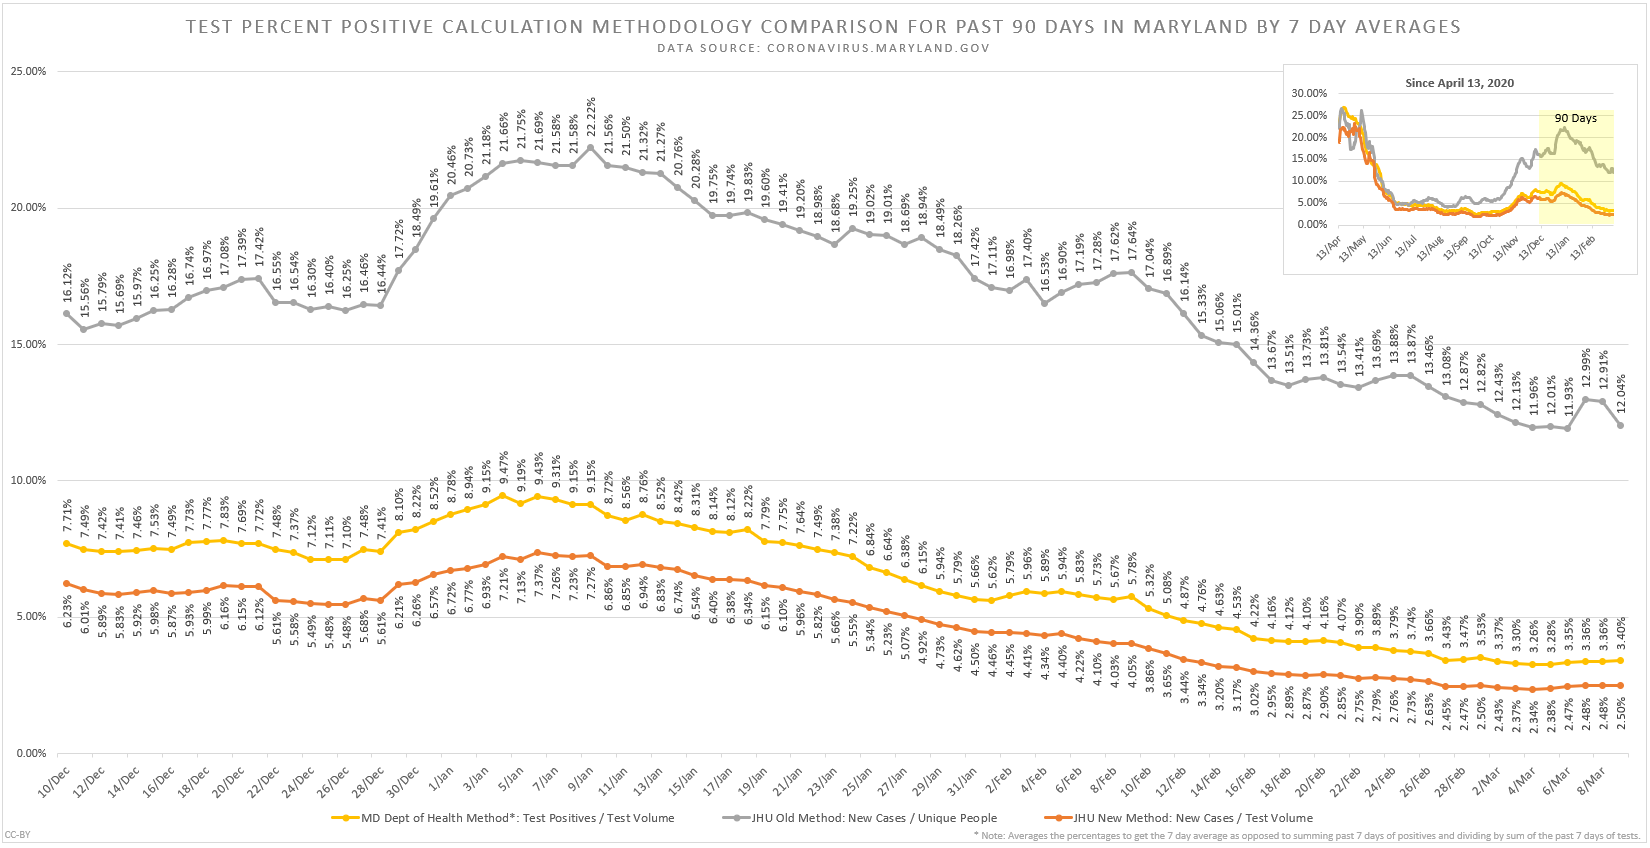 TEST PERCENT POSITIVE CALCULATION METHODOLOGY COMPARISON FOR PAST 90 DAYS IN MARYLAND BY 7 DAY AVERAGES
DATA SOURCE: CORONAVIRUS.MARYLAND.GOV
25.00%
20.00%
15.00%
10.00%
5.00%
0.00%
16.12% 15.56% 15.79% 15.69% 15.97% 16.25% 16.28% 16.74% 16.97% 17.08% 17.39% 17.42% 16.55% 16.54% 16.30% 16.40% 16.25% 16.46% 16.44% 17.72% 18.49% 19.61% 20.46% 20.73% 21.18% 21.66% 21.75% 21.69% 21.58% 21.58% 22.22% 21.56% 21.50% 21.32% 21.27% 20.76% 20.28% 19.75% 19.74% 19.83% 19.60% 19.41% 19.20% 18.98% 18.68% 19.25% 19.02% 19.01% 18.69% 18.94% 18.49% 18.26% 17.42% 17.11% 16.98% 17.40% 16.53% 16.90% 17.19% 17.28% 17.62% 17.64% 17.04% 16.89% 16.14% 15.33% 15.06% 15.01% 14.36% 13.67% 13.51% 13.73% 13.81% 13.54% 13.41% 13.69% 13.88% 13.87% 13.46% 13.08% 12.87% 12.82% 12.43% 12.13% 11.96% 12.01% 11.93% 12.99% 12.91% 12.04%
7.71% 7.49% 7.42% 7.41% 7.46% 7.53% 7.49% 7.73% 7.77% 7.83% 7.69% 7.72% 7.48% 7.37% 7.12% 7.11% 7.10% 7.48% 7.41% 8.10% 8.22% 8.52% 8.78% 8.94% 9.15% 9.47% 9.19% 9.43% 9.31% 9.15% 9.15% 8.72% 8.56% 8.76% 8.52% 8.42% 8.31% 8.14% 8.12% 8.22% 7.79% 7.75% 7.64% 7.49% 7.38% 7.22% 6.84% 6.64% 6.38% 6.15% 5.94% 5.79% 5.66% 5.62% 5.79% 5.96% 5.89% 5.94% 5.83% 5.73% 5.67% 5.78% 5.32% 5.08% 4.87% 4.76% 4.63% 4.53% 4.22% 4.16% 4.12% 4.10% 4.16% 4.07% 3.90% 3.89% 3.79% 3.74% 3.66% 3.43% 3.47% 3.53% 3.37% 3.30% 3.26% 3.28% 3.35% 3.36% 3.36% 3.40%
6.23% 6.01% 5.89% 5.83% 5.92% 5.98% 5.87% 5.93% 5.99% 6.16% 6.15% 6.12% 5.61% 5.58% 5.49% 5.48% 5.48% 5.68% 5.61% 6.21% 6.26% 6.57% 6.72% 6.77% 6.93% 7.21% 7.13% 7.37% 7.26% 7.23% 7.27% 6.86% 6.85% 6.94% 6.83% 6.74% 6.54% 6.40% 6.38% 6.34% 6.15% 6.10% 5.96% 5.82% 5.66% 5.55% 5.34% 5.23% 5.07% 4.92% 4.73% 4.62% 4.50% 4.46% 4.45% 4.41% 4.34% 4.40% 4.22% 4.10% 4.03% 4.05% 3.86% 3.65% 3.44% 3.34% 3.20% 3.17% 3.02% 2.95% 2.89% 2.87% 2.90% 2.85% 2.75% 2.79% 2.76% 2.73% 2.63% 2.45% 2.47% 2.50% 2.43% 2.37% 2.34% 2.38% 2.47% 2.48% 2.48% 2.50%
10/Dec 12/Dec 14/Dec 16/Dec 18/Dec 20/Dec 22/Dec 24/Dec 26/Dec 28/Dec 30/Dec 1/Jan 3/Jan 5/Jan 7/Jan 9/Jan 11/Jan 13/Jan 15/Jan 17/Jan 19/Jan 21/Jan 23/Jan 25/Jan 27/Jan 29/Jan 31/Jan 2/Feb 4/Feb 6/Feb 8/Feb 10/Feb 12/Feb 14/Feb 16/Feb 18/Feb 20/Feb 22/Feb 24/Feb 26/Feb 28/Feb 2/Mar 4/Mar 6/Mar 8/Mar
Since April 13, 2020
30.00%
25.00%
20.00%
15.00%
10.00%
5.00%
0.00%
90 Days
13/Apr 13/May 13/Jun 13/Jul 13/Aug 13/Sep 13/Oct 13/Nov 13/Dec 13/Jan 13/Feb
MD Dept of Health Method*: Test Positives / Test Volume
JHU Old Method: New Cases / Unique People
JHU New Method: New Cases / Test Volume
CC-BY
* Note: Averages the percentages to get the 7 day average as opposed to summing past 7 days of positives and dividing by sum of the past 7 days of tests.